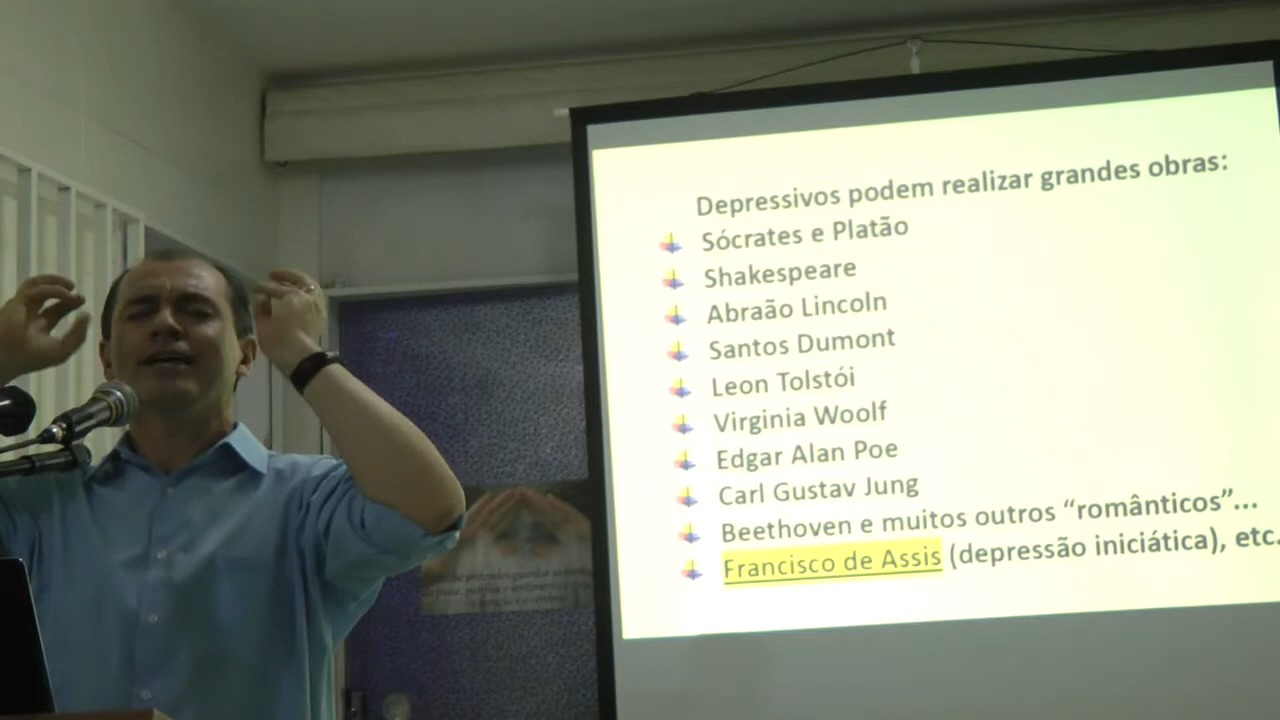 Depressivos podem realizar grandes obras:
Sócrates e Platão
Shakespeare
Abraão Lincoln
Santos Dumont
Leon Tolstói
Virginia Woolf
Edgar Alan Poe
Carl Gustav Jung
Beethoven e muitos outros “românticos”...
Francisco de Assis (depressão iniciática), etc.